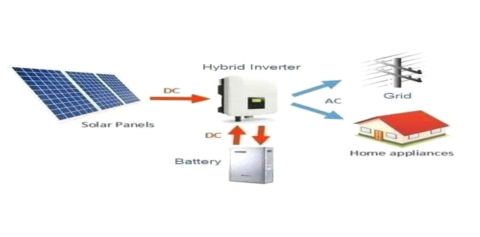 Hybrid Inverter
DC
AC
Grid
Solar Panels
DC
Home appliances
Battery